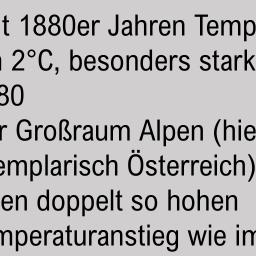 t 1880er Jahren Temp
2°C, besonders stark
80
r Großraum Alpen (hie
emplarisch Österreich)
en doppelt so hohen
mperaturanstieg wie im